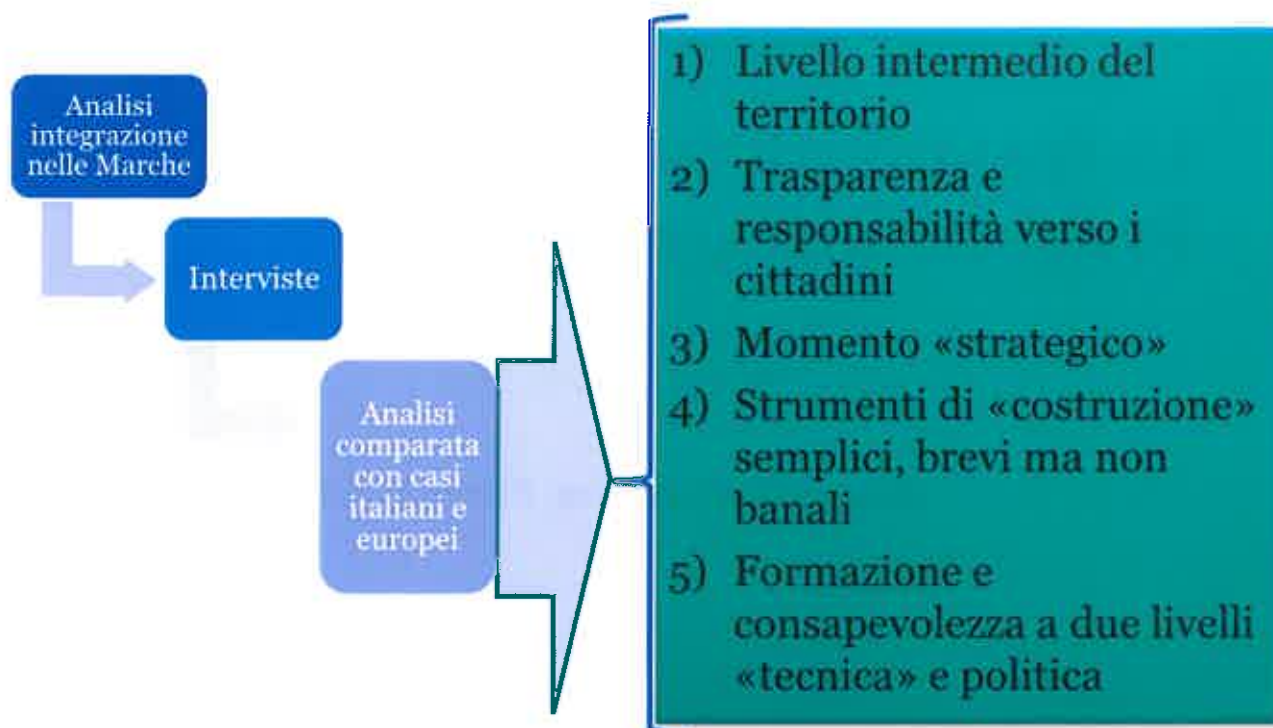 Analisi
integrazione
nelle Marche
Interviste
Analisi
comparata
con casi
italiani e
europei
1) Livello intermedio del
territorio
2) Trasparenza e
responsabilità verso i
cittadini
3) Momento «strategico»
4) Strumenti di «costruzione»
semplici, brevi ma non
banali
5) Formazione e
consapevolezza a due livelli
«tecnica» e politica